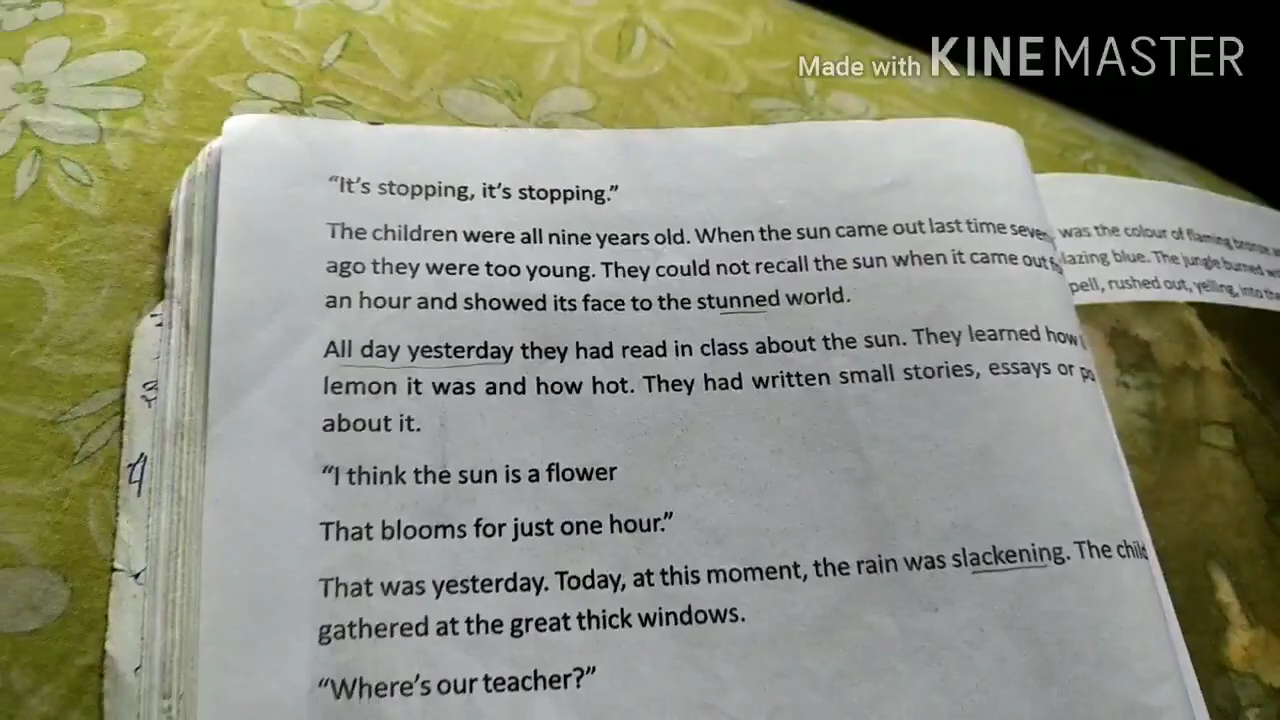 Made with KINEMASTER
"It's stopping, it's stopping."
The children were all nine years old. When the sun came out last time seven
ago they were too young. They could not recall the sun when it came out
an hour and showed its face to the stunned world.
All day yesterday they had read in class about the sun. They learned how
lemon it was and how hot. They had written small stories, essays or
about it.
"I think the sun is a flower
That blooms for just one hour."
That was yesterday. Today, at this moment, the rain was slackening. The
gathered at the great thick windows.
"Where's our teacher?"
was the colour of flaming bronze
lazing blue. The jungle burned
pell, rushed out, yelling, into